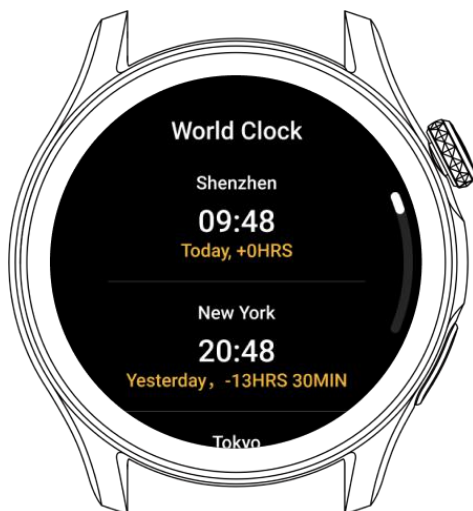 World Clock
Shenzhen
09:48
Today, +0HRS
New York
20:48
Yesterday，-13HRS 30MIN
Tokyo